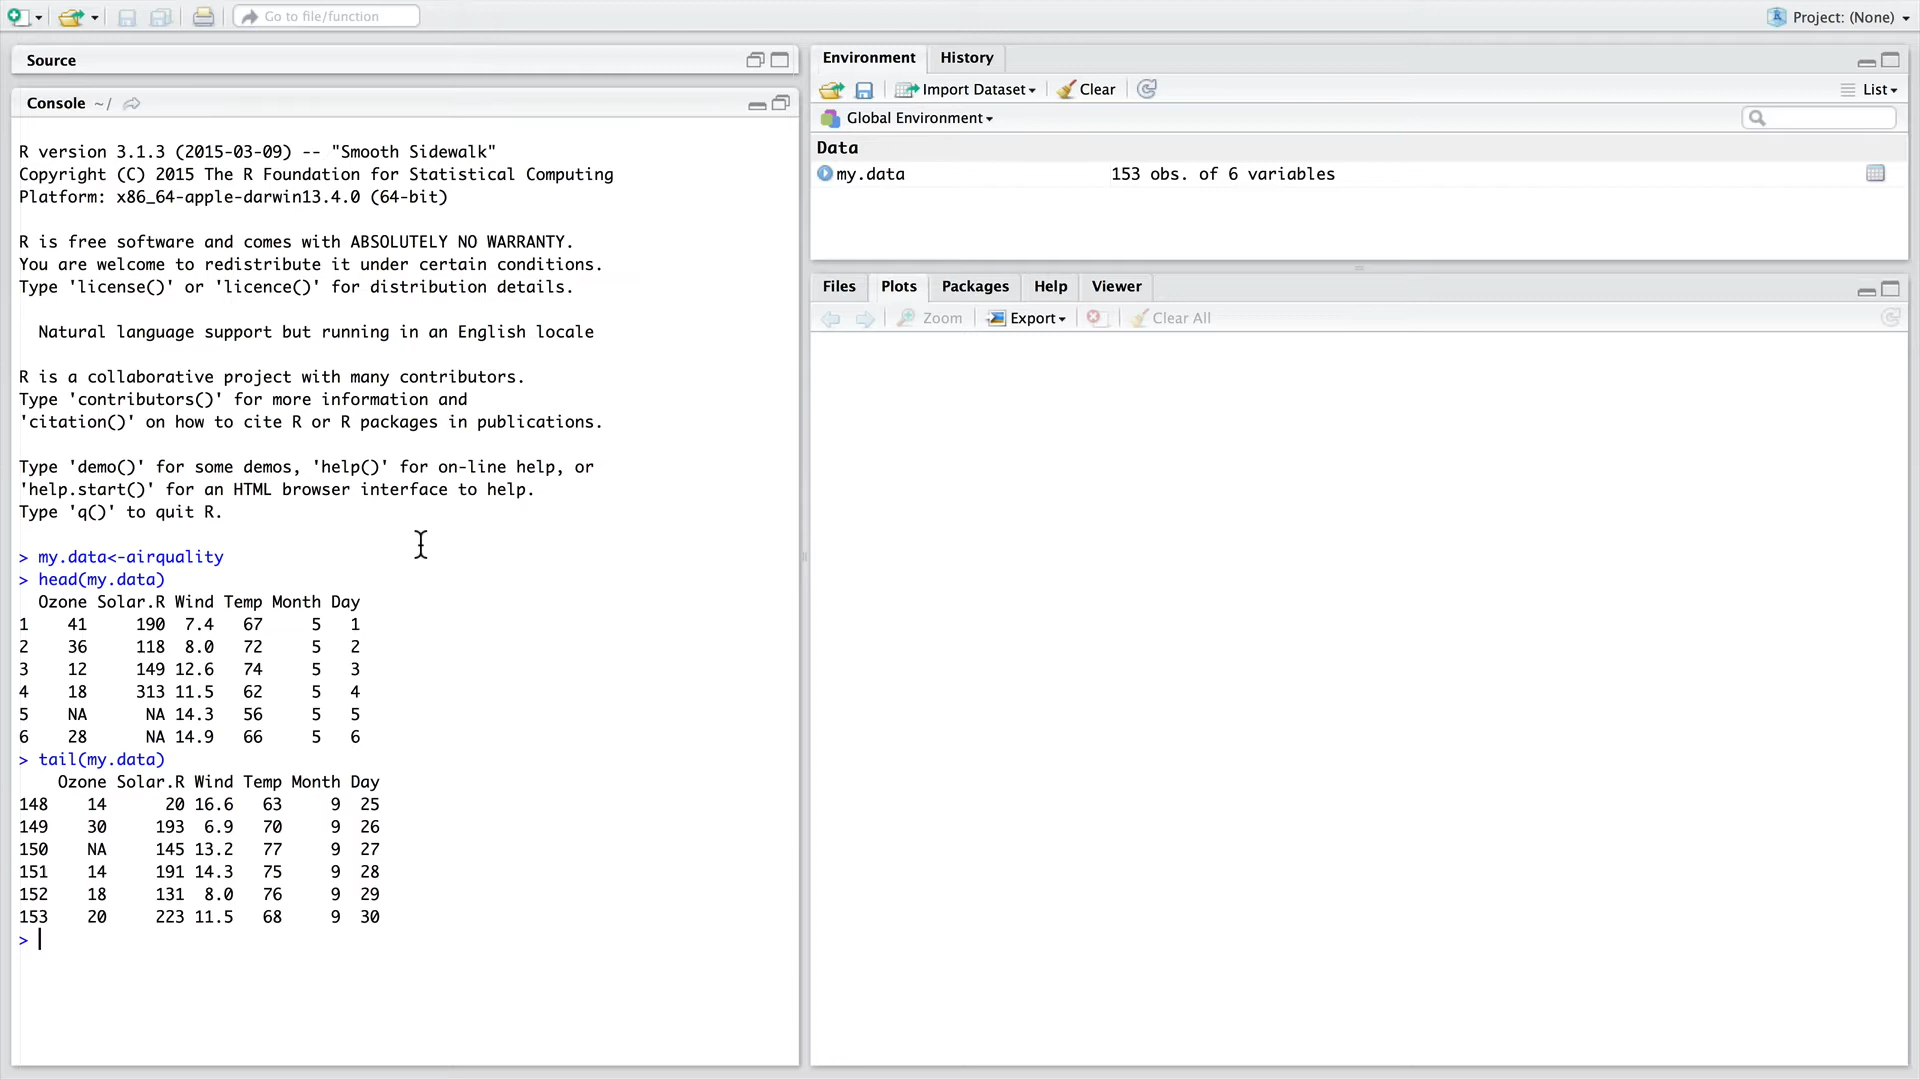 Go to file/function
Project: (None)
Source
Console ~/
R version 3.1.3 (2015-03-09) -- "Smooth Sidewalk"
Copyright (C) 2015 The R Foundation for Statistical Computing
Platform: x86_64-apple-darwin13.4.0 (64-bit)
R is free software and comes with ABSOLUTELY NO WARRANTY.
You are welcome to redistribute it under certain conditions.
Type 'license()' or 'licence()' for distribution details.
Natural language support but running in an English locale
R is a collaborative project with many contributors.
Type 'contributors()' for more information and
'citation()' on how to cite R or R packages in publications.
Type 'demo()' for some demos, 'help()' for on-line help, or
'help.start()' for an HTML browser interface to help.
Type 'q()' to quit R.
> my.data<-airquality
> head(my.data)
Ozone Solar.R Wind Temp Month Day
1 41 190 7.4 67 5 1
2 36 118 8.0 72 5 2
3 12 149 12.6 74 5 3
4 18 313 11.5 62 5 4
5 NA NA 14.3 56 5 5
6 28 NA 14.9 66 5 6
> tail(my.data)
Ozone Solar.R Wind Temp Month Day
148 14 20 16.6 63 9 25
149 30 193 6.9 70 9 26
150 NA 145 13.2 77 9 27
151 14 191 14.3 75 9 28
152 18 131 8.0 76 9 29
153 20 223 11.5 68 9 30
>
Environment History
Import Dataset Clear List
Global Environment
Data
my.data 153 obs. of 6 variables
Files Plots Packages Help Viewer
Zoom Export Clear All